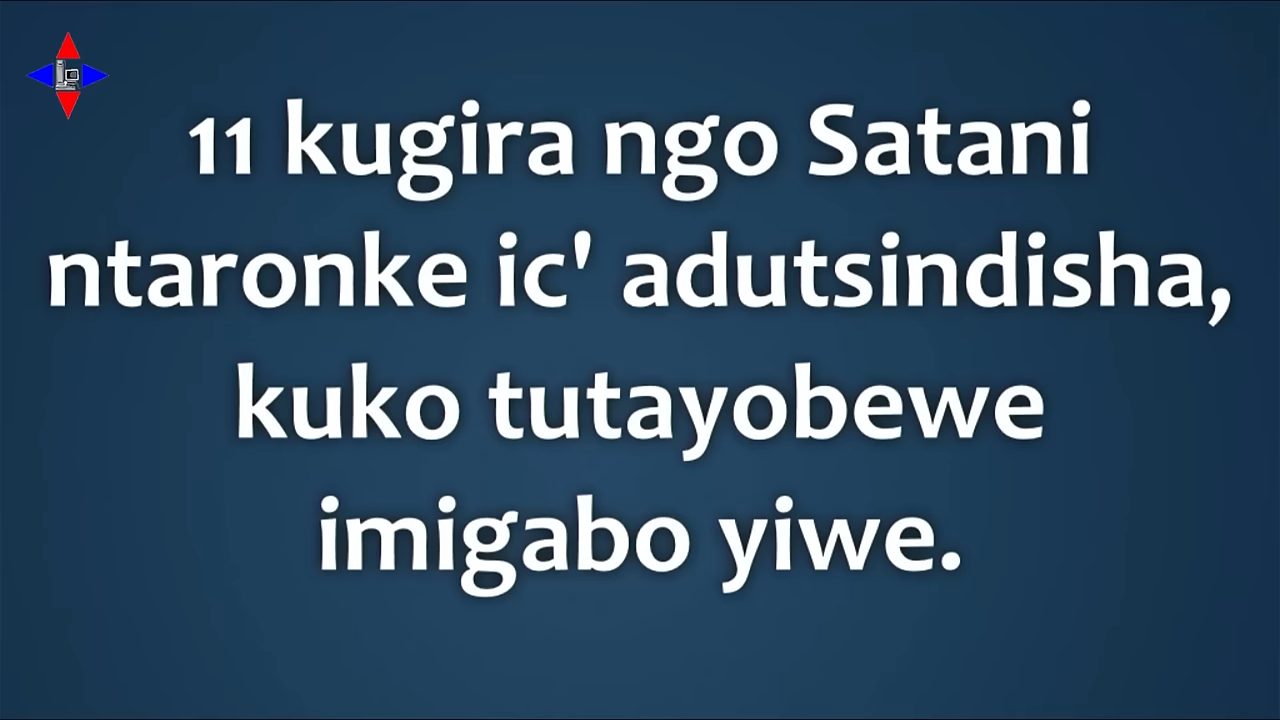 11 kugira ngo Satani
ntaronke ic' adutsindisha,
kuko tutayobewe
imigabo yiwe.